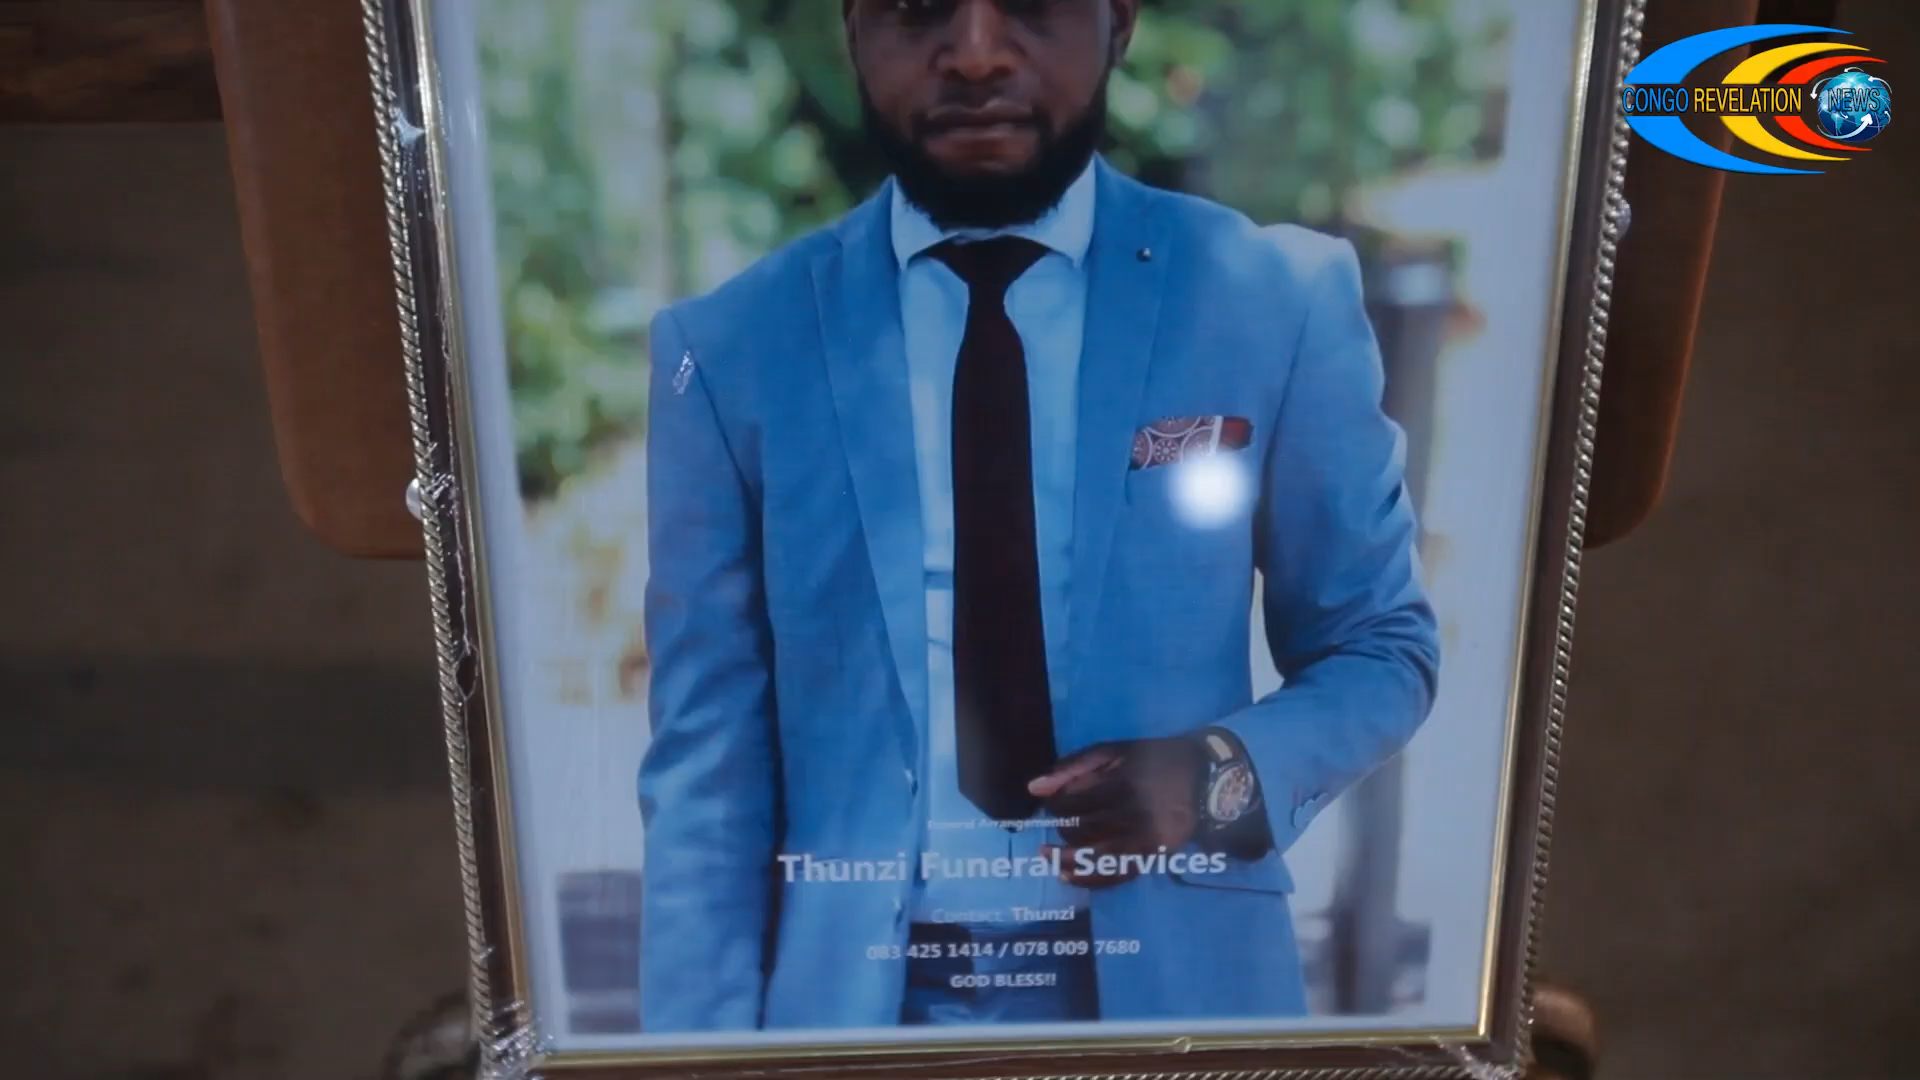 CONGO REVELATION NEWS
Funeral Arrangements!!
Thunzi Funeral Services
Contact Thunzi
083 425 1414 / 078 009 7680
GOD BLESS!!